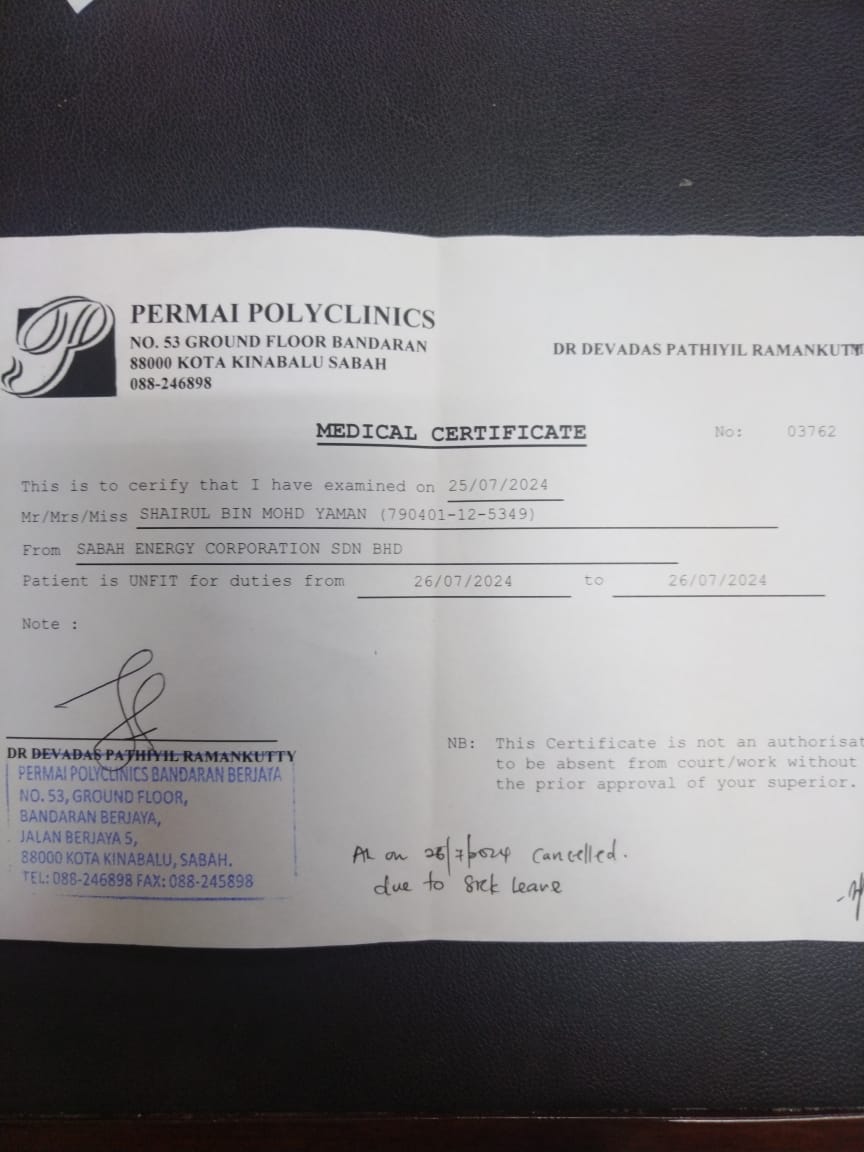 PERMAI POLYCLINICS
NO. 53 GROUND FLOOR BANDARAN
88000 KOTA KINABALU SABAH
088-246898
DR DEVADAS PATHIYIL RAMANKUTTY
MEDICAL CERTIFICATE
No: 03762
This is to cerify that I have examined on 25/07/2024
Mr/Mrs/Miss SHAIRUL BIN MOHD YAMAN (790401-12-5349)
From SABAH ENERGY CORPORATION SDN BHD
Patient is UNFIT for duties from 26/07/2024 to 26/07/2024
Note :
DR DEVADAS PATHIYIL RAMANKUTTY
PERMAI POLYCLINICS BANDARAN BERJAYA
NO. 53, GROUND FLOOR,
BANDARAN BERJAYA,
JALAN BERJAYA 5,
88000 KOTA KINABALU, SABAH.
TEL: 088-246898 FAX: 088-245898
NB: This Certificate is not an authorisat
to be absent from court/work without
the prior approval of your superior.
AL on 26/7/2024 cancelled.
due to sick leave